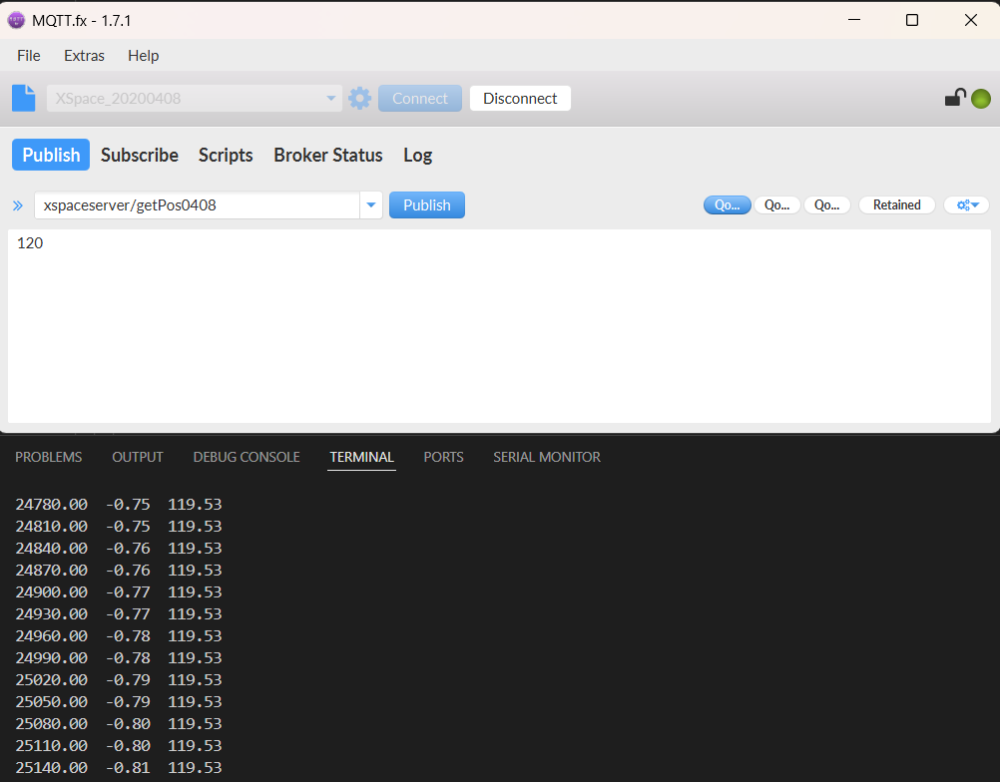 MQTT.fx - 1.7.1
File Extras Help
XSpace_20200408 Connect Disconnect
Publish Subscribe Scripts Broker Status Log
xspaceserver/getPos0408 Publish Qo... Qo... Qo... Retained
120
PROBLEMS OUTPUT DEBUG CONSOLE TERMINAL PORTS SERIAL MONITOR
24780.00 -0.75 119.53
24810.00 -0.75 119.53
24840.00 -0.76 119.53
24870.00 -0.76 119.53
24900.00 -0.77 119.53
24930.00 -0.77 119.53
24960.00 -0.78 119.53
24990.00 -0.78 119.53
25020.00 -0.79 119.53
25050.00 -0.79 119.53
25080.00 -0.80 119.53
25110.00 -0.80 119.53
25140.00 -0.81 119.53